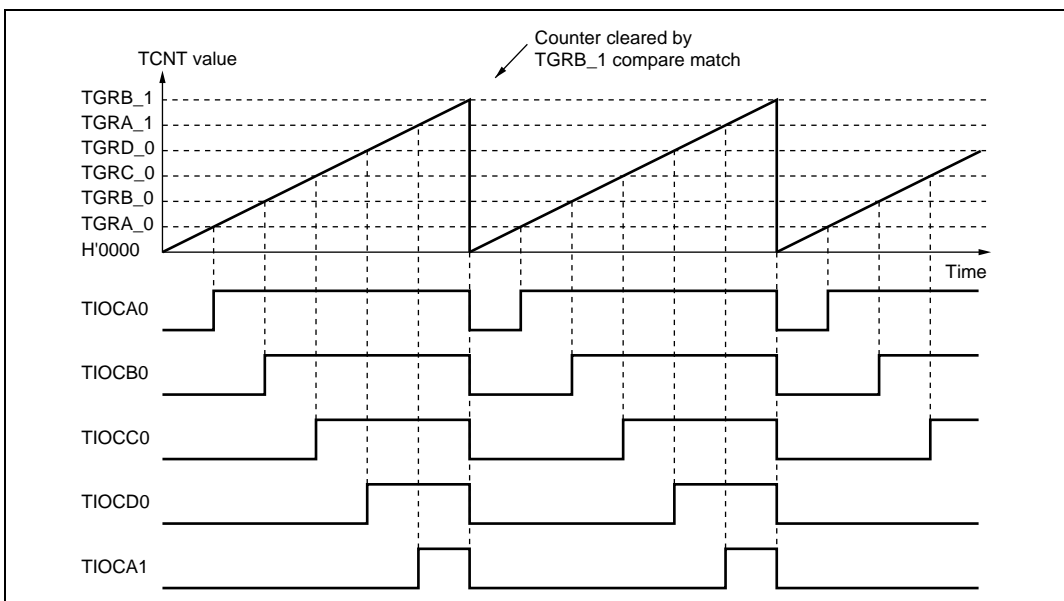 Counter cleared by
TGRB_1 compare match
TCNT value
TGRB_1
TGRA_1
TGRD_0
TGRC_0
TGRB_0
TGRA_0
H'0000
Time
TIOCA0
TIOCB0
TIOCC0
TIOCD0
TIOCA1